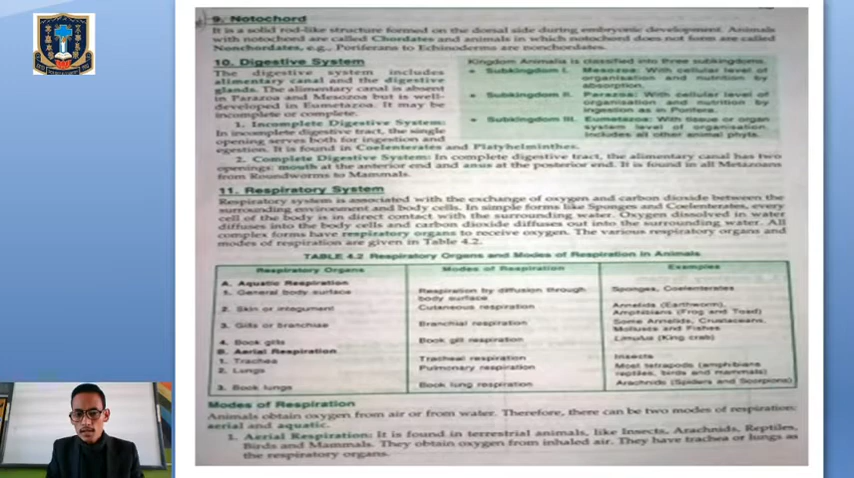 9. Notochord
It is a solid rod-like structure formed on the dorsal side during embryonic development. Animals
with notochord are called Chordates and animals in which notochord does not form are called
Nonchordates, e.g., Poriferans to Echinoderms are nonchordates.
10. Digestive System
The digestive system includes
alimentary canal and the digestive
glands. The alimentary canal is absent
in Parazoa and Mesozoa but is well-
developed in Eumetazoa. It may be
incomplete or complete.
1. Incomplete Digestive System:
In incomplete digestive tract, the single
opening serves both for ingestion and
egestion. It is found in Coelenterates and Platyhelminthes.
Kingdom Animalia is classified into three subkingdoms.
• Subkingdom I. Mesozoa: With cellular level of
organisation and nutrition by
absorption.
• Subkingdom II. Parazoa: With cellular level of
organisation and nutrition by
ingestion as in Porifera.
• Subkingdom III. Eumetazoa: With tissue or organ
system level of organisation.
Includes all other animal phyla.
2. Complete Digestive System: In complete digestive tract, the alimentary canal has two
openings: mouth at the anterior end and anus at the posterior end. It is found in all Metazoans
from Roundworms to Mammals.
11. Respiratory System
Respiratory system is associated with the exchange of oxygen and carbon dioxide between the
surrounding environment and body cells. In simple forms like Sponges and Coelenterates, every
cell of the body is in direct contact with the surrounding water. Oxygen dissolved in water
diffuses into the body cells and carbon dioxide diffuses out into the surrounding water. All
complex forms have respiratory organs to receive oxygen. The various respiratory organs and
modes of respiration are given in Table 4.2.
TABLE 4.2 Respiratory Organs and Modes of Respiration in Animals
Respiratory Organs Modes of Respiration Examples
A. Aquatic Respiration
1. General body surface Respiration by diffusion through Sponges, Coelenterates
body surface
2. Skin or integument Cutaneous respiration Annelids (Earthworm),
Amphibians (Frog and Toad)
3. Gills or Branchiae Branchial respiration Some Annelids, Crustaceans,
Molluscs and Fishes
4. Book gills Book gill respiration Limulus (King crab)
B. Aerial Respiration
1. Trachea Tracheal respiration Insects
2. Lungs Pulmonary respiration Most tetrapods (amphibians
reptiles, birds and mammals)
3. Book lungs Book lung respiration Arachnids (Spiders and Scorpions)
Modes of Respiration
Animals obtain oxygen from air or from water. Therefore, there can be two modes of respiration:
aerial and aquatic.
1. Aerial Respiration: It is found in terrestrial animals, like Insects, Arachnids, Reptiles,
Birds and Mammals. They obtain oxygen from inhaled air. They have trachea or lungs as
the respiratory organs.